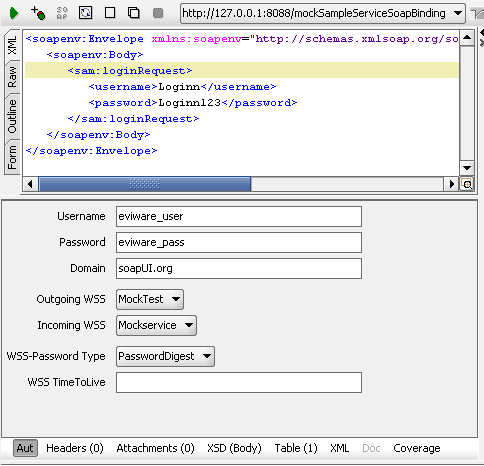 SO
AP
http://127.0.0.1:8088/mockSampleServiceSoapBinding
XML
Raw
Outline
Form
<soapenv:Envelope xmlns:soapenv="http://schemas.xmlsoap.org/so
<soapenv:Body>
<sam:loginRequest>
<username>Loginn</username>
<password>Loginn123</password>
</sam:loginRequest>
</soapenv:Body>
</soapenv:Envelope>
Username eviware_user
Password eviware_pass
Domain soapUI.org
Outgoing WSS MockTest
Incoming WSS Mockservice
WSS-Password Type PasswordDigest
WSS TimeToLive
Aut Headers (0) Attachments (0) XSD (Body) Table (1) XML Doc Coverage